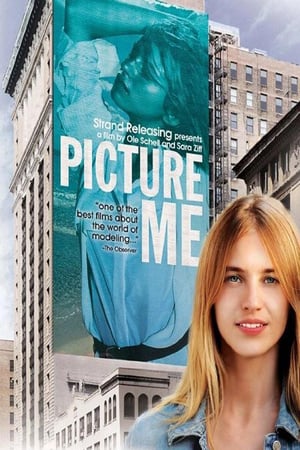 Strand Releasing presents
a film by Ole Schell and Sara Ziff
PICTURE
ME
"one of the
best films about
the world of
modeling..."
-The Observer